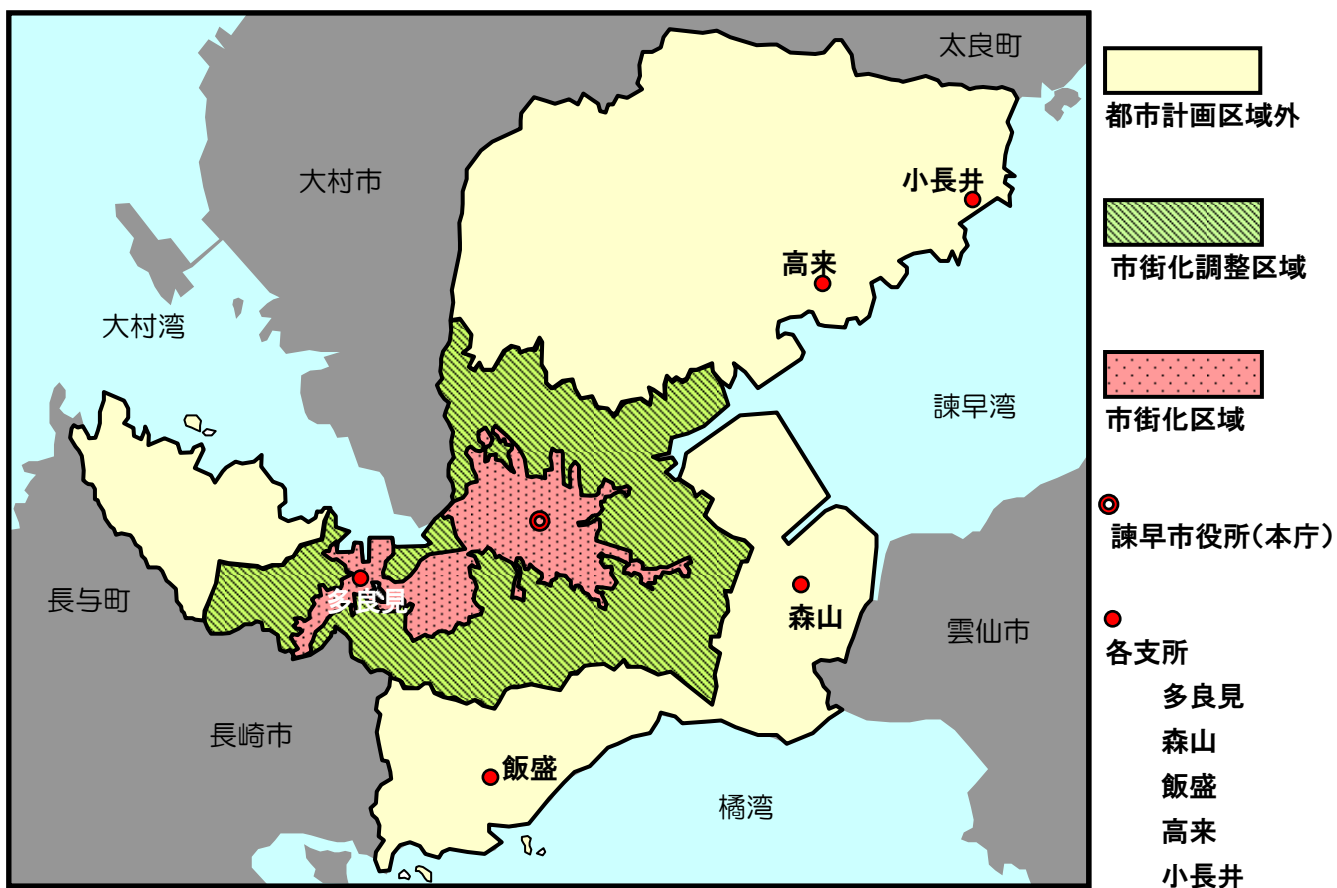 太良町
大村市
小長井
高来
大村湾
諫早湾
長与町
多良見
森山
雲仙市
長崎市
飯盛
橘湾
都市計画区域外
市街化調整区域
市街化区域
諫早市役所(本庁)
各支所
多良見
森山
飯盛
高来
小長井